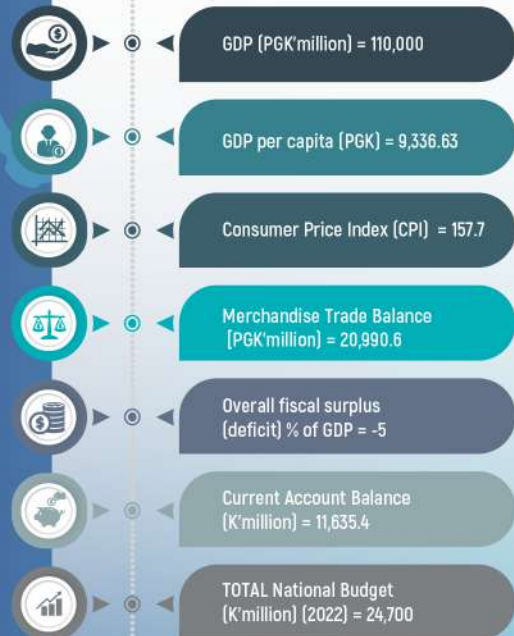 GDP (PGK'million) = 110,000
GDP per capita (PGK) = 9,336.63
Consumer Price Index (CPI) = 157.7
Merchandise Trade Balance
(PGK'million) = 20,990.6
Overall fiscal surplus
(deficit) % of GDP = -5
Current Account Balance
(K'million) = 11,635.4
TOTAL National Budget
(K'million) (2022) = 24,700